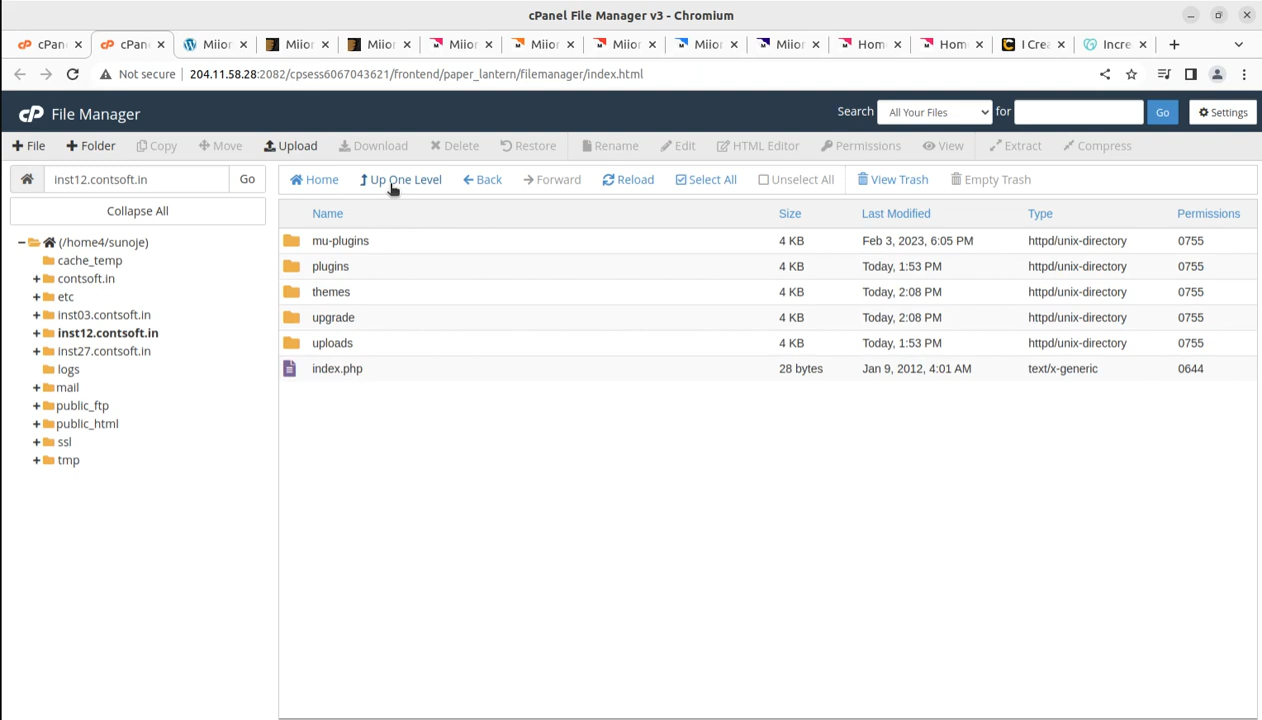 cPanel File Manager v3 - Chromium
cPan
cPan
Miior
Miior
Miior
Miior
Miior
Miior
Miior
Miior
Hom
Hom
I Crea
Incre
Not secure 204.11.58.28:2082/cpsess6067043621/frontend/paper_lantern/filemanager/index.html
cP File Manager Search All Your Files for Go Settings
File Folder Copy Move Upload Download Delete Restore Rename Edit HTML Editor Permissions View Extract Compress
inst12.contsoft.in Go
Home Up One Level Back Forward Reload Select All Unselect All View Trash Empty Trash
Collapse All
(/home4/sunoje)
cache_temp
contsoft.in
etc
inst03.contsoft.in
inst12.contsoft.in
inst27.contsoft.in
logs
mail
public_ftp
public_html
ssl
tmp
Name Size Last Modified Type Permissions
mu-plugins 4 KB Feb 3, 2023, 6:05 PM httpd/unix-directory 0755
plugins 4 KB Today, 1:53 PM httpd/unix-directory 0755
themes 4 KB Today, 2:08 PM httpd/unix-directory 0755
upgrade 4 KB Today, 2:08 PM httpd/unix-directory 0755
uploads 4 KB Today, 1:53 PM httpd/unix-directory 0755
index.php 28 bytes Jan 9, 2012, 4:01 AM text/x-generic 0644